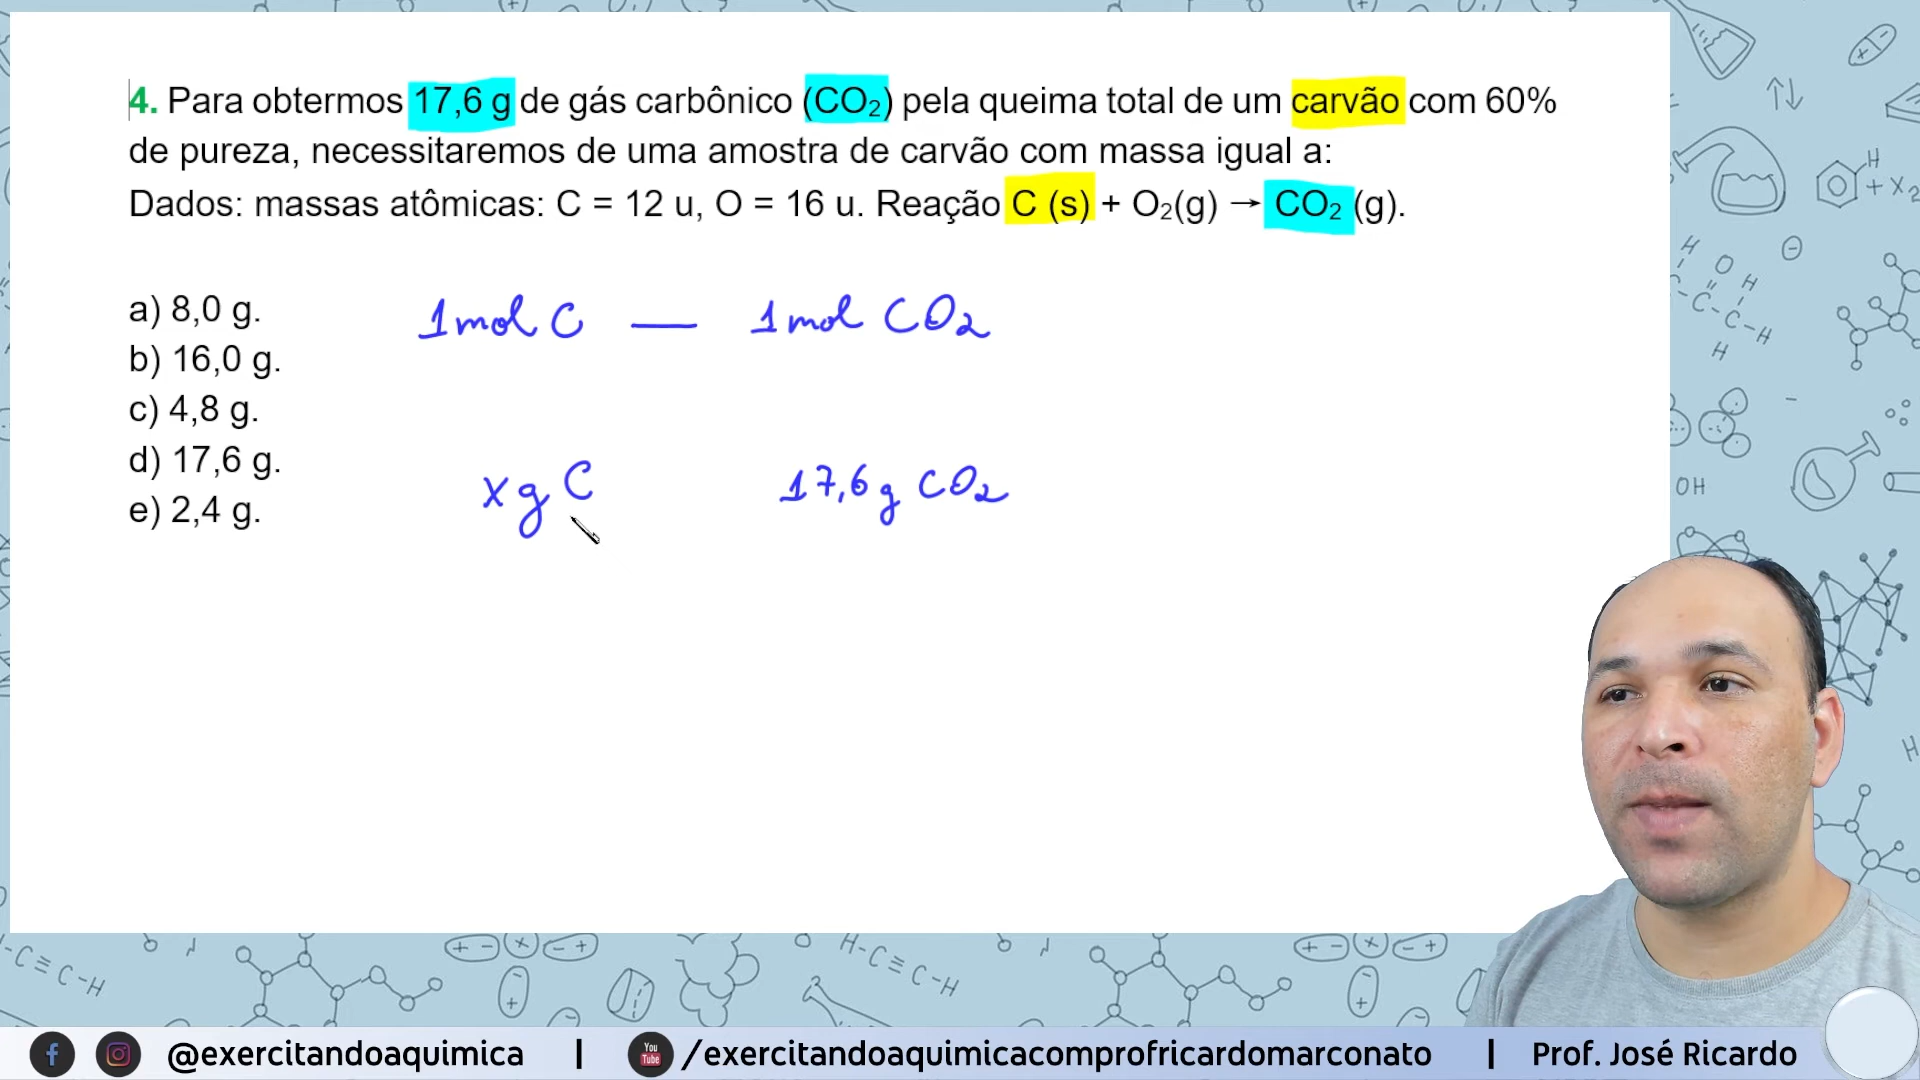 4. Para obtermos 17,6 g de gás carbônico (CO₂) pela queima total de um carvão com 60%
de pureza, necessitaremos de uma amostra de carvão com massa igual a:
Dados: massas atômicas: C = 12 u, O = 16 u. Reação C (s) + O₂(g) → CO₂ (g).
a) 8,0 g.
b) 16,0 g.
c) 4,8 g.
d) 17,6 g.
e) 2,4 g.
1 mol C — 1 mol CO₂
x g C 17,6 g CO₂
@exercitandoaquimica | You Tube /exercitandoaquimicacomprofricardomarconato | Prof. José Ricardo